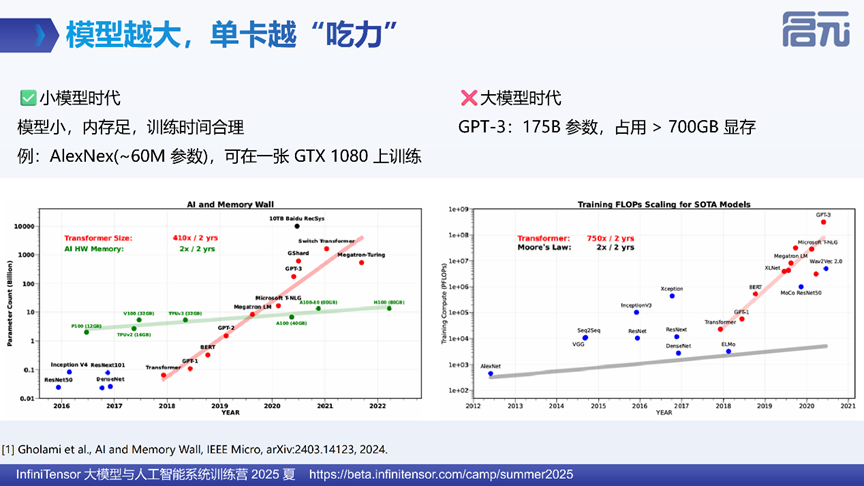 模型越大，单卡越“吃力”
启元
小模型时代
模型小，内存足，训练时间合理
例：AlexNex(~60M 参数)，可在一张 GTX 1080 上训练
大模型时代
GPT-3：175B 参数，占用 > 700GB 显存
AI and Memory Wall
Transformer Size: 410x / 2 yrs
AI HW Memory: 2x / 2 yrs
10TB Baidu RecSys
Switch Transformer
GShard
Megatron-Turing
GPT-3
Microsoft T-NLG
Megatron LM
A100-80 (80GB)
H100 (80GB)
V100 (32GB)
TPUv3 (32GB)
P100 (12GB)
TPUv2 (16GB)
A100 (40GB)
GPT-2
BERT
GPT-1
Transformer
Inception V4
ResNext101
ResNet50
DenseNet
Parameter Count (Billion)
10000
1000
100
10
1
0.1
0.01
2016 2017 2018 2019 2020 2021 2022
YEAR
Training FLOPs Scaling for SOTA Models
Transformer: 750x / 2 yrs
Moore's Law: 2x / 2 yrs
GPT-3
Microsoft T-NLG
Megatron LM
Wav2Vec 2.0
XLNet
MoCo ResNet50
Xception
BERT
InceptionV3
GPT-1
Transformer
Seq2Seq
VGG
ResNet
ResNext
DenseNet
ELMo
AlexNet
Training Compute (PFLOPs)
1e+09
1e+08
1e+07
1e+06
1e+05
1e+04
1e+03
1e+02
2012 2013 2014 2015 2016 2017 2018 2019 2020 2021
YEAR
[1] Gholami et al., AI and Memory Wall, IEEE Micro, arXiv:2403.14123, 2024.
InfiniTensor 大模型与人工智能系统训练营 2025 夏 https://beta.infinitensor.com/camp/summer2025